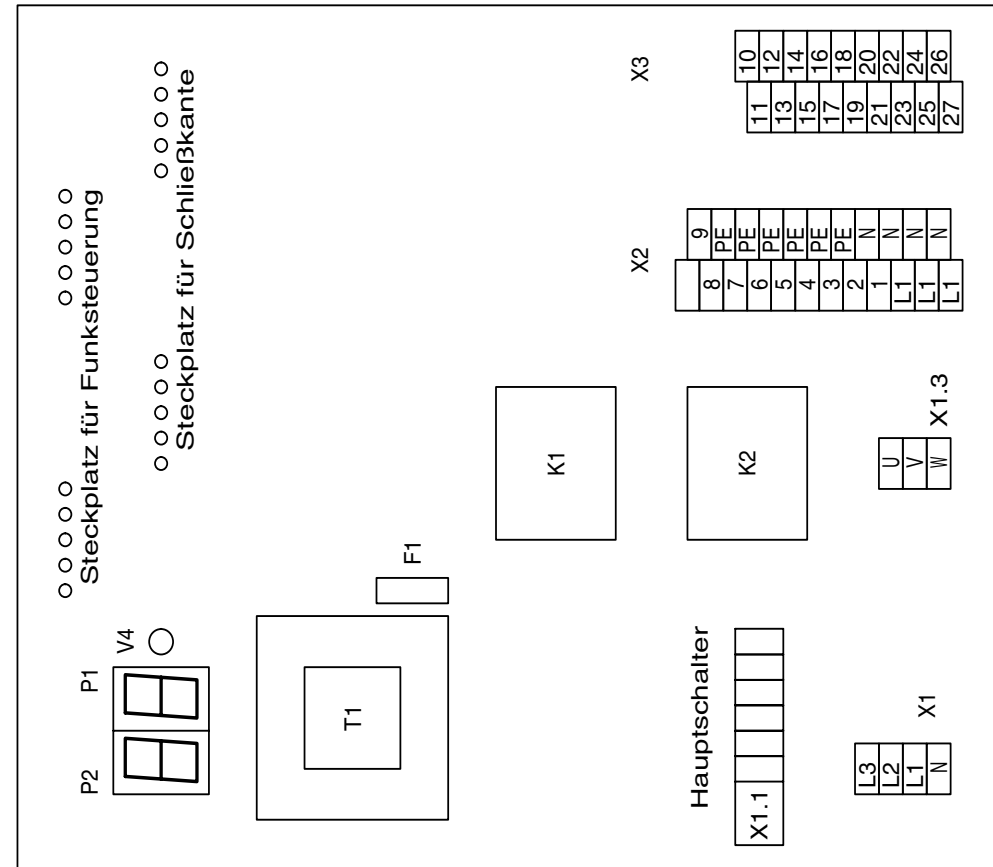 Steckplatz für Funksteuerung
Steckplatz für Schließkante
P2
P1
V4
T1
F1
K1
K2
Hauptschalter
X1.1
X1
L3
L2
L1
N
X1.3
U
V
W
X2
9
PE
PE
PE
PE
PE
PE
N
N
N
N
8
7
6
5
4
3
2
1
L1
L1
L1
X3
10
12
14
16
18
20
22
24
26
11
13
15
17
19
21
23
25
27